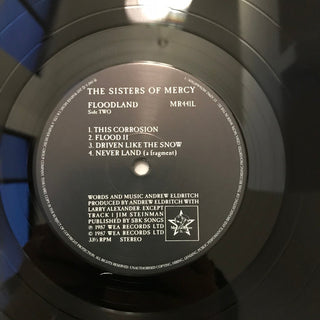 THE SISTERS OF MERCY
FLOODLAND MR441L
Side TWO
1. THIS CORROSION
2. FLOOD II
3. DRIVEN LIKE THE SNOW
4. NEVER LAND (a fragment)
WORDS AND MUSIC ANDREW ELDRITCH
PRODUCED BY ANDREW ELDRITCH WITH
LARRY ALEXANDER EXCEPT
TRACK 1 JIM STEINMAN
PUBLISHED BY SBK SONGS
℗ 1987 WEA RECORDS LTD
© 1987 WEA RECORDS LTD
33⅓ RPM STEREO